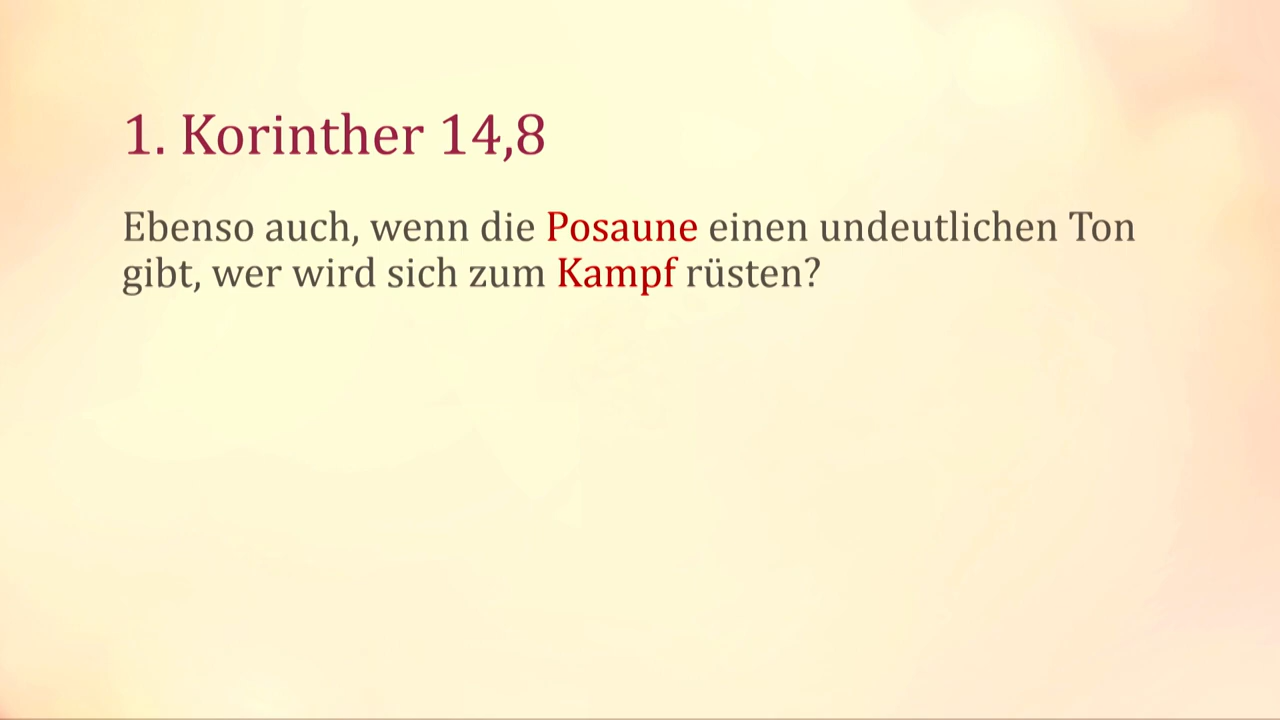 1. Korinther 14,8
Ebenso auch, wenn die Posaune einen undeutlichen Ton
gibt, wer wird sich zum Kampf rüsten?